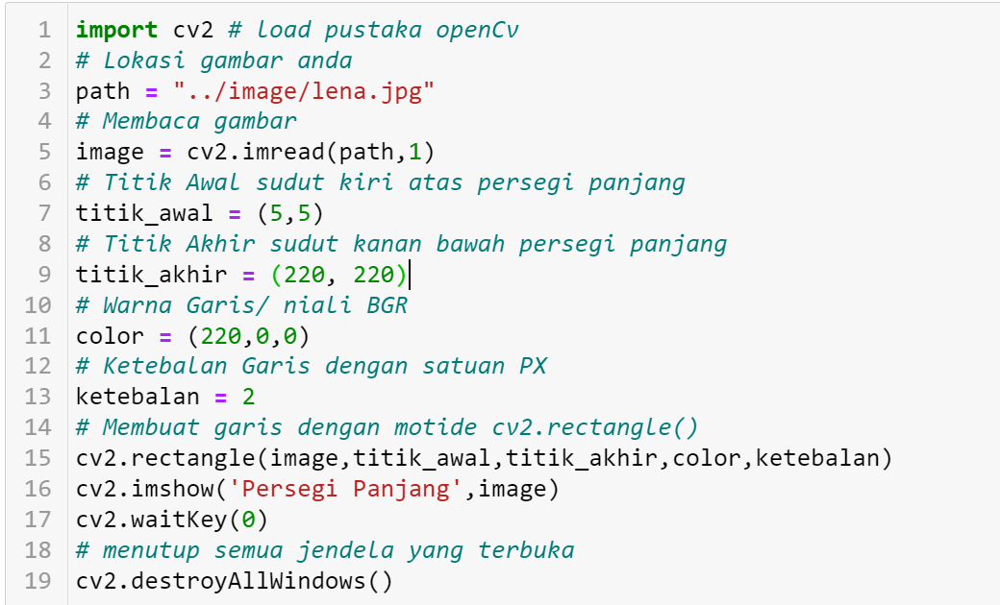 1 import cv2 # load pustaka openCv
2 # Lokasi gambar anda
3 path = "../image/lena.jpg"
4 # Membaca gambar
5 image = cv2.imread(path,1)
6 # Titik Awal sudut kiri atas persegi panjang
7 titik_awal = (5,5)
8 # Titik Akhir sudut kanan bawah persegi panjang
9 titik_akhir = (220, 220)
10 # Warna Garis/ niali BGR
11 color = (220,0,0)
12 # Ketebalan Garis dengan satuan PX
13 ketebalan = 2
14 # Membuat garis dengan motide cv2.rectangle()
15 cv2.rectangle(image,titik_awal,titik_akhir,color,ketebalan)
16 cv2.imshow('Persegi Panjang',image)
17 cv2.waitKey(0)
18 # menutup semua jendela yang terbuka
19 cv2.destroyAllWindows()